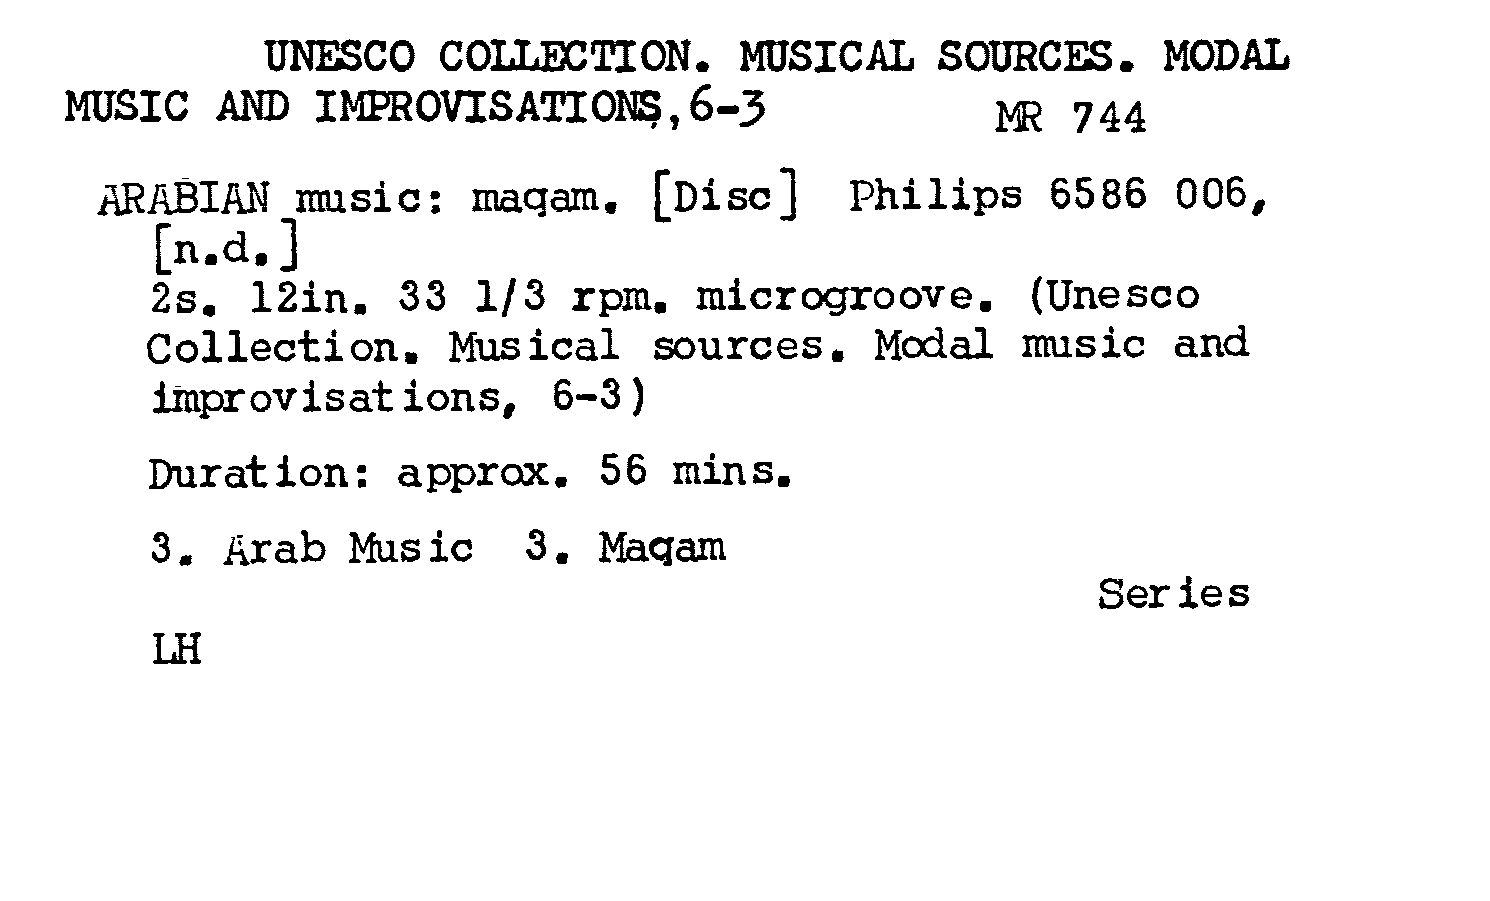 UNESCO COLLECTION. MUSICAL SOURCES. MODAL
MUSIC AND IMPROVISATIONS, 6-3 MR 744
ARABIAN music: maqam. [Disc] Philips 6586 006,
[n.d.]
2s. 12in. 33 1/3 rpm. microgroove. (Unesco
Collection. Musical sources. Modal music and
improvisations, 6-3)
Duration: approx. 56 mins.
3. Arab Music 3. Maqam
Series
LH